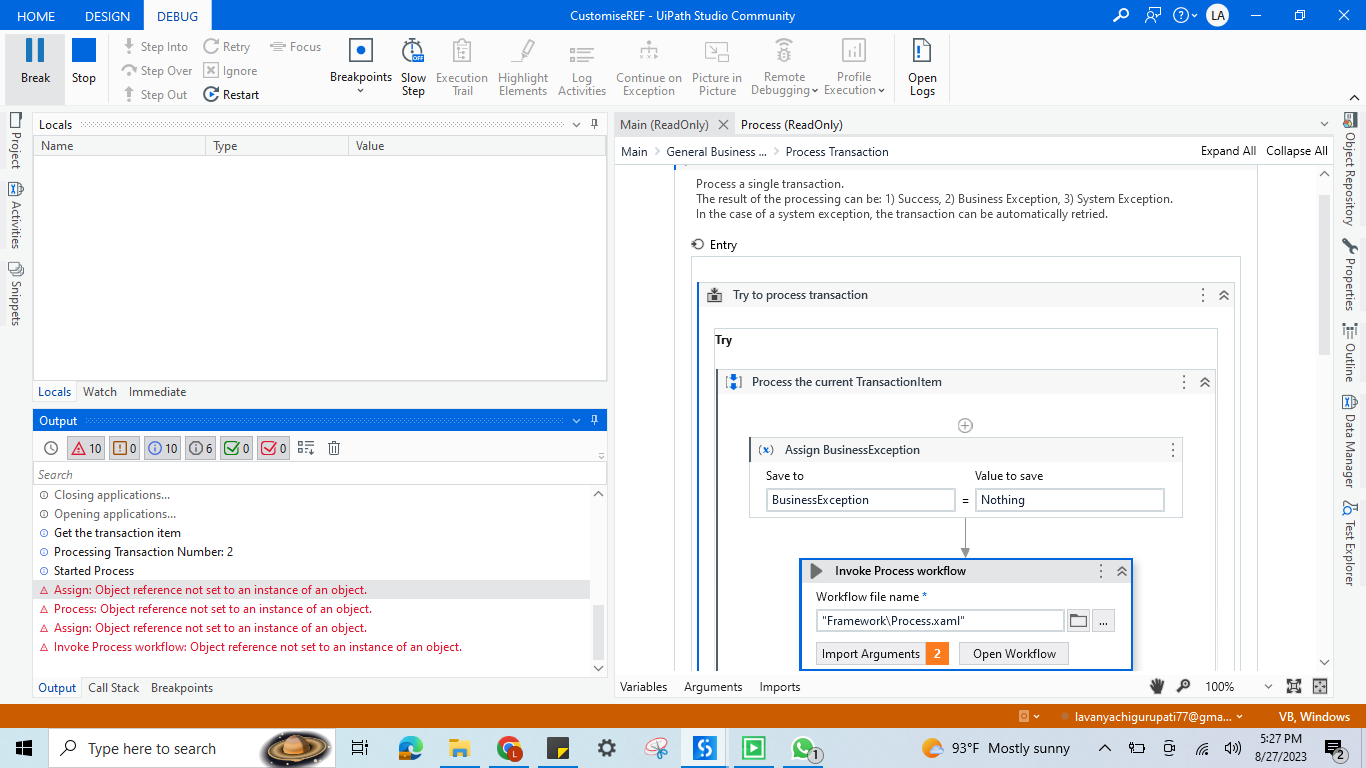 HOME DESIGN DEBUG CustomiseREF - UiPath Studio Community LA
Break Stop Step Into Step Over Step Out Retry Ignore Restart Focus
Breakpoints Slow Step Execution Trail Highlight Elements Log Activities Continue on Exception Picture in Picture Remote Debugging Profile Execution Open Logs
Project
Activities
Snippets
Locals
Name Type Value
Locals Watch Immediate
Output
10 0 10 6 0 0
Search
Closing applications...
Opening applications...
Get the transaction item
Processing Transaction Number: 2
Started Process
Assign: Object reference not set to an instance of an object.
Process: Object reference not set to an instance of an object.
Assign: Object reference not set to an instance of an object.
Invoke Process workflow: Object reference not set to an instance of an object.
Output Call Stack Breakpoints
Main (ReadOnly) Process (ReadOnly)
Main General Business ... Process Transaction Expand All Collapse All
Process a single transaction.
The result of the processing can be: 1) Success, 2) Business Exception, 3) System Exception.
In the case of a system exception, the transaction can be automatically retried.
Entry
Try to process transaction
Try
Process the current TransactionItem
(x) Assign BusinessException
Save to Value to save
BusinessException = Nothing
Invoke Process workflow
Workflow file name *
"Framework\Process.xaml" ...
Import Arguments 2 Open Workflow
Variables Arguments Imports 100%
Object Repository
Properties
Outline
Data Manager
Test Explorer
lavanyachigurupati77@gma... VB, Windows
Type here to search
1
93°F Mostly sunny
5:27 PM
8/27/2023
2